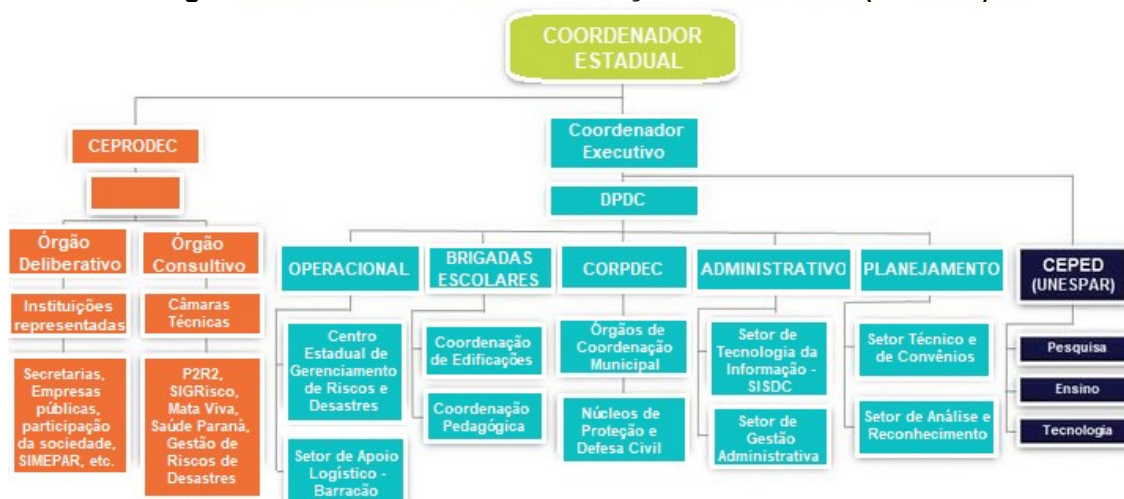 COORDENADOR
ESTADUAL
CEPRODEC
Coordenador
Executivo
DPDC
Órgão
Deliberativo
Órgão
Consultivo
OPERACIONAL
BRIGADAS
ESCOLARES
CORPDEC
ADMINISTRATIVO
PLANEJAMENTO
CEPED
(UNESPAR)
Instituições
representadas
Câmaras
Técnicas
Centro
Estadual de
Gerenciamento
de Riscos e
Desastres
Coordenação
de Edificações
Órgãos de
Coordenação
Municipal
Setor de
Tecnologia da
Informação -
SISDC
Setor Técnico e
de Convênios
Pesquisa
Ensino
Tecnologia
Secretarias,
Empresas
públicas,
participação
da sociedade,
SIMEPAR, etc.
P2R2,
SIGRisco,
Mata Viva,
Saúde Paraná,
Gestão de
Riscos de
Desastres
Setor de Apoio
Logístico -
Barracão
Coordenação
Pedagógica
Núcleos de
Proteção e
Defesa Civil
Setor de
Gestão
Administrativa
Setor de Análise e
Reconhecimento